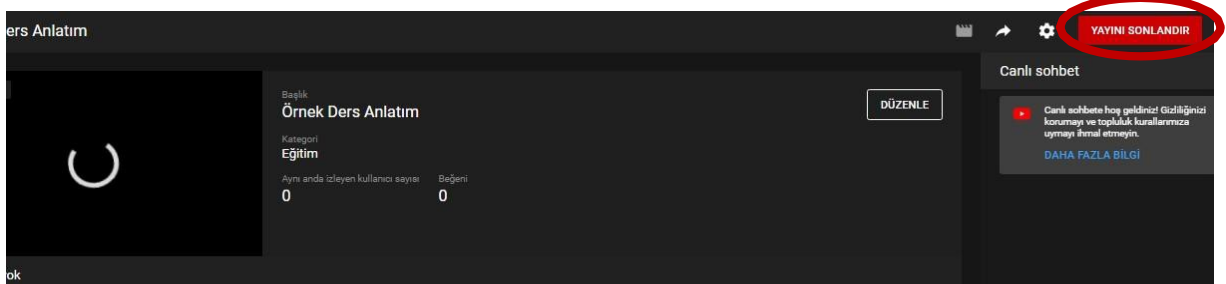 ers Anlatım
YAYINI SONLANDIR
Canlı sohbet
Başlık
Örnek Ders Anlatım
DÜZENLE
Kategori
Eğitim
Aynı anda izleyen kullanıcı sayısı Beğeni
0 0
Canlı sohbete hoş geldiniz! Gizliliğinizi
korumayı ve topluluk kurallarımıza
uymayı ihmal etmeyin.
DAHA FAZLA BİLGİ
ok